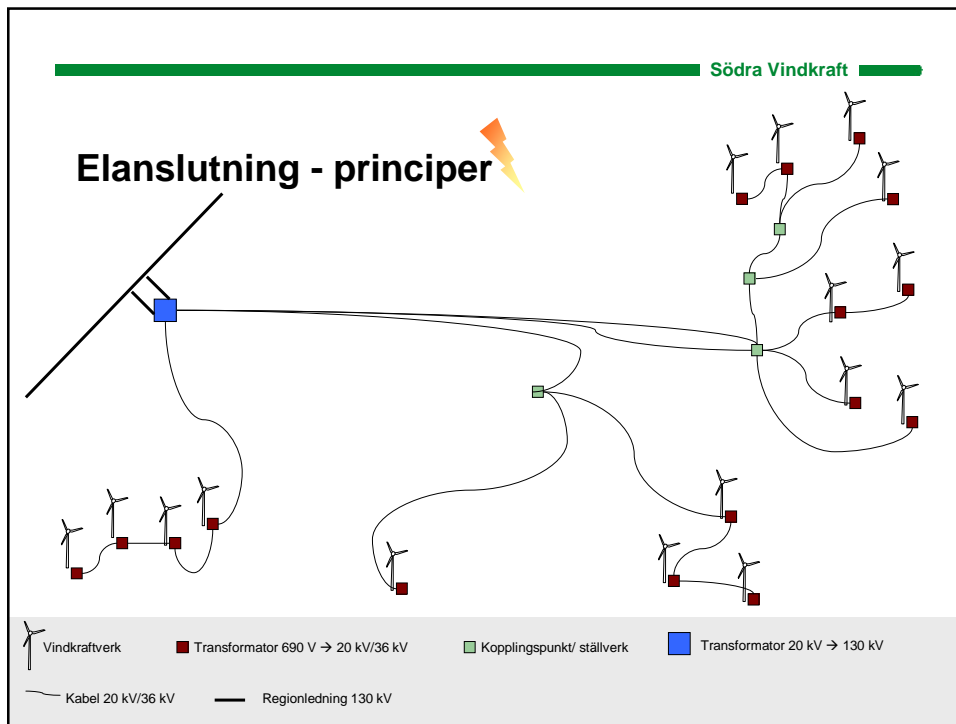 Södra Vindkraft
Elanslutning - principer
Vindkraftverk
Transformator 690 V → 20 kV/36 kV
Kopplingspunkt/ ställverk
Transformator 20 kV → 130 kV
Kabel 20 kV/36 kV
Regionledning 130 kV